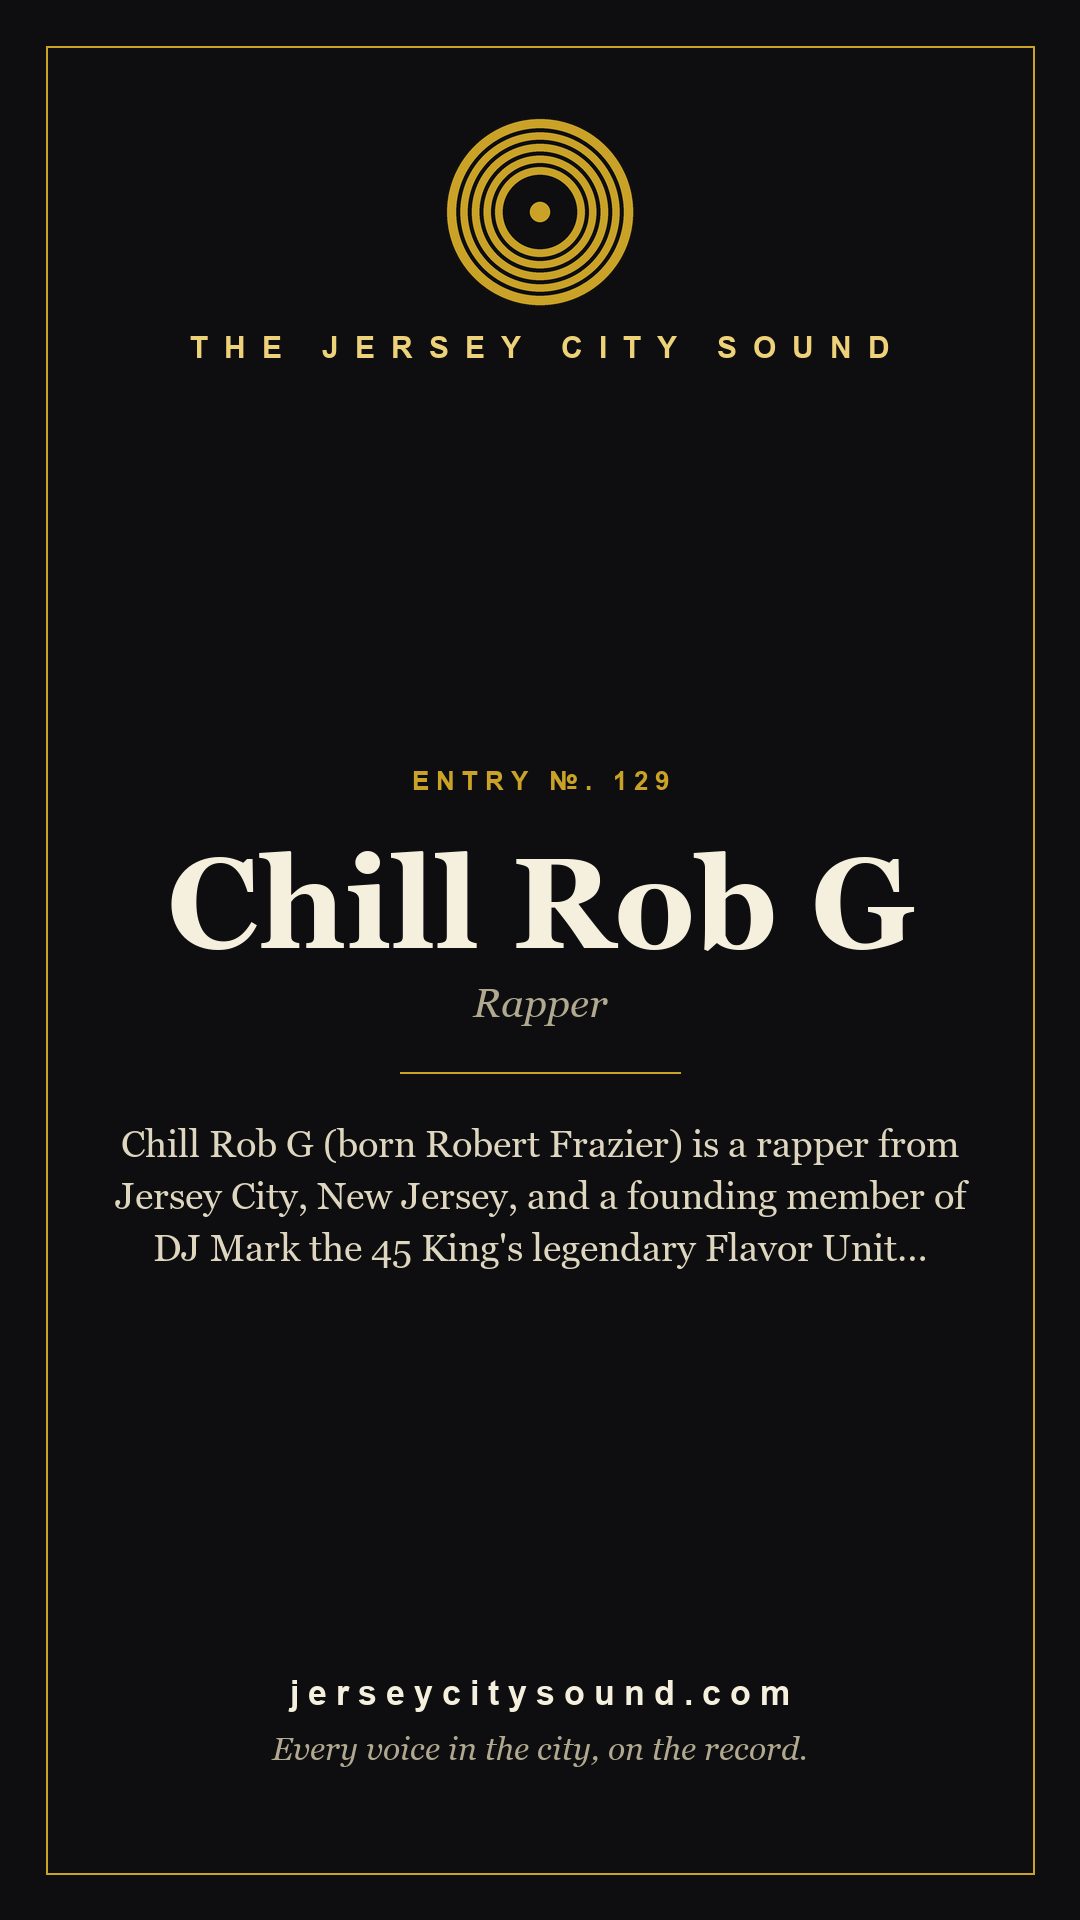 THE JERSEY CITY SOUND
ENTRY №. 129
Chill Rob G
Rapper
Chill Rob G (born Robert Frazier) is a rapper from
Jersey City, New Jersey, and a founding member of
DJ Mark the 45 King's legendary Flavor Unit...
jerseycitysound.com
Every voice in the city, on the record.